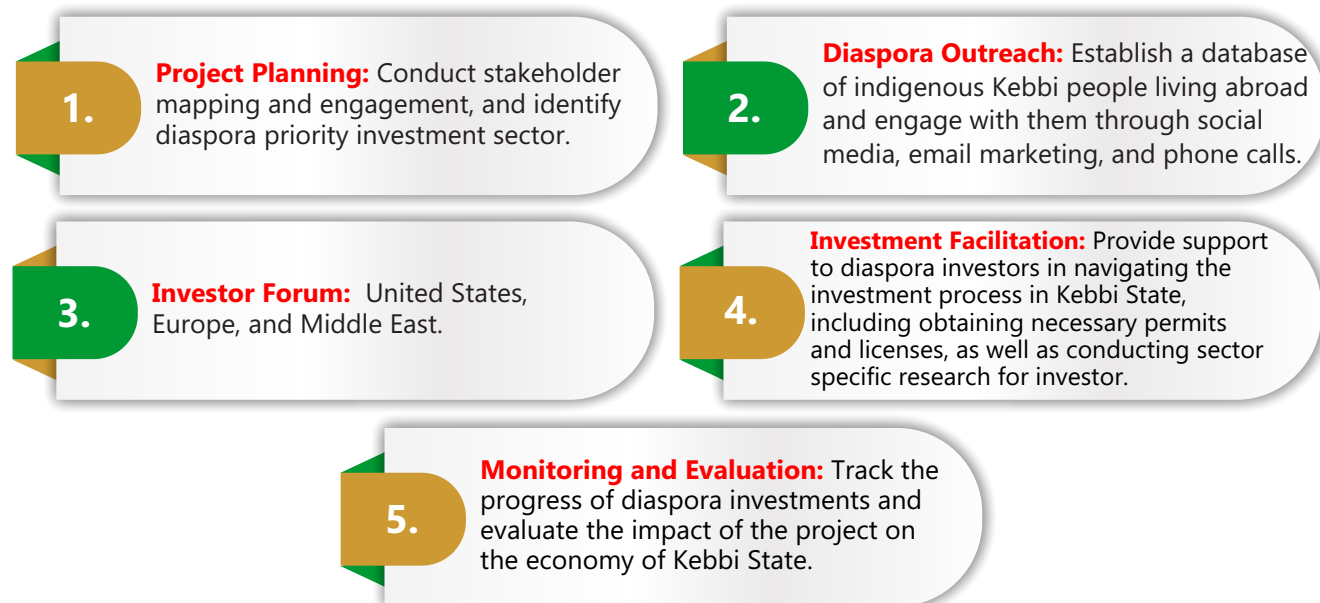 1.
Project Planning: Conduct stakeholder
mapping and engagement, and identify
diaspora priority investment sector.
2.
Diaspora Outreach: Establish a database
of indigenous Kebbi people living abroad
and engage with them through social
media, email marketing, and phone calls.
3.
Investor Forum: United States,
Europe, and Middle East.
4.
Investment Facilitation: Provide support
to diaspora investors in navigating the
investment process in Kebbi State,
including obtaining necessary permits
and licenses, as well as conducting sector
specific research for investor.
5.
Monitoring and Evaluation: Track the
progress of diaspora investments and
evaluate the impact of the project on
the economy of Kebbi State.